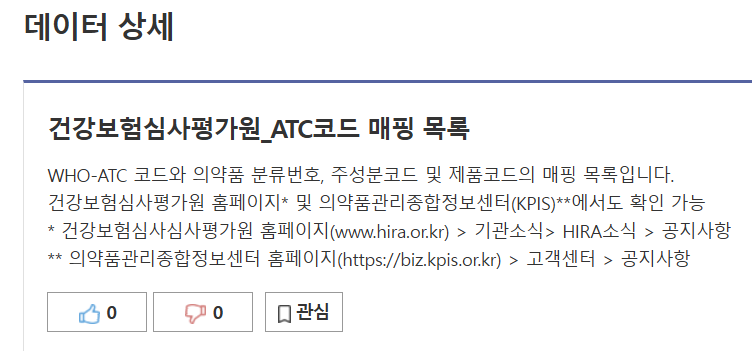 데이터 상세
건강보험심사평가원_ATC코드 매핑 목록
WHO-ATC 코드와 의약품 분류번호, 주성분코드 및 제품코드의 매핑 목록입니다.
건강보험심사평가원 홈페이지* 및 의약품관리종합정보센터(KPIS)**에서도 확인 가능
* 건강보험심사심사평가원 홈페이지(www.hira.or.kr) > 기관소식> HIRA소식 > 공지사항
** 의약품관리종합정보센터 홈페이지(https://biz.kpis.or.kr) > 고객센터 > 공지사항
0 0 관심